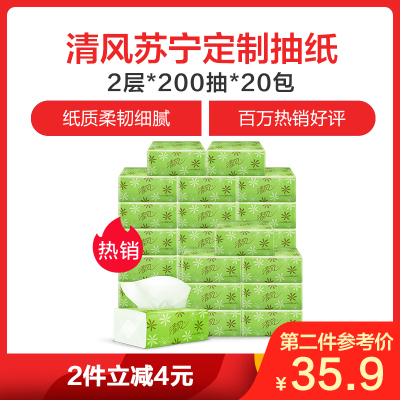 清风苏宁定制抽纸
2层*200抽*20包
纸质柔韧细腻
百万热销好评
热销
清风
第二件参考价
2件立减4元
¥35.9